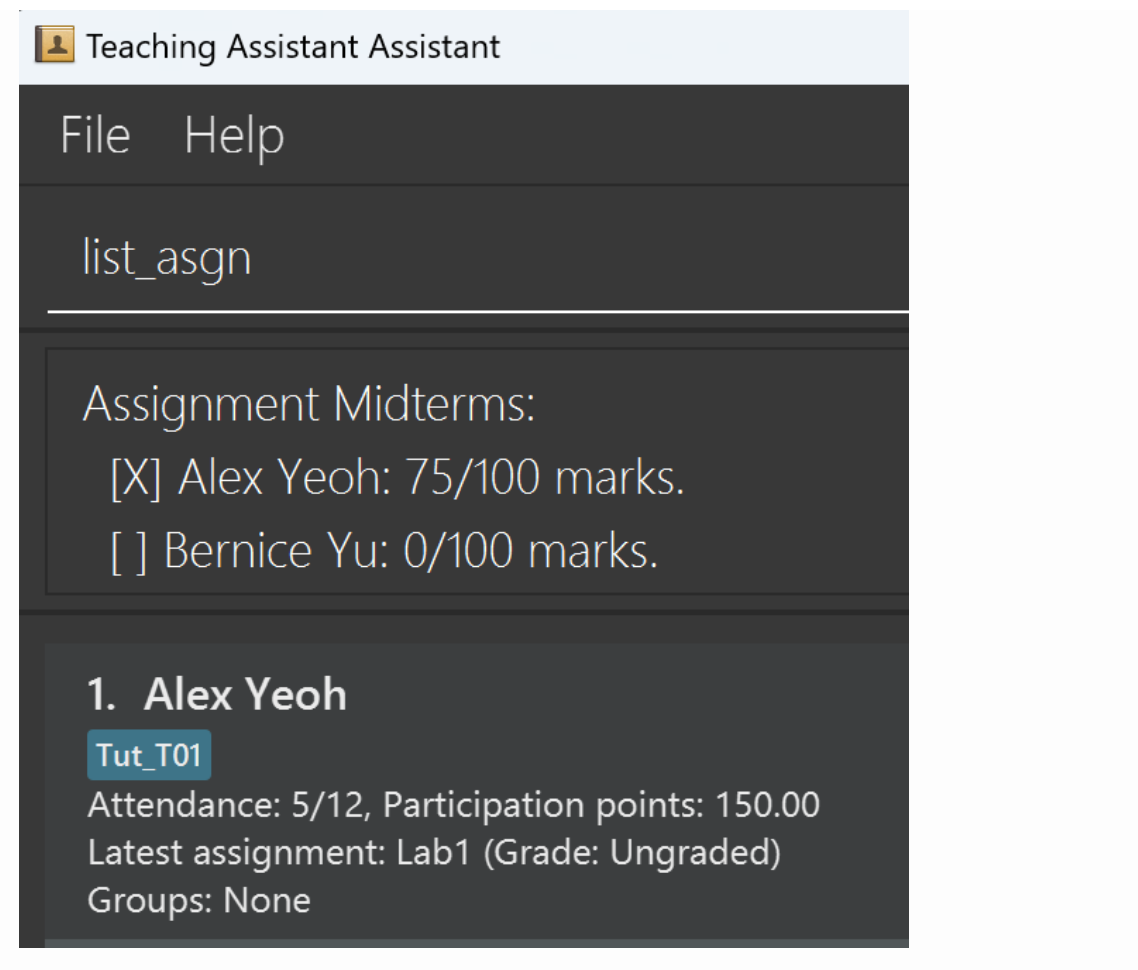 Teaching Assistant Assistant
File Help
list_asgn
Assignment Midterms:
[X] Alex Yeoh: 75/100 marks.
[ ] Bernice Yu: 0/100 marks.
1. Alex Yeoh
Tut_T01
Attendance: 5/12, Participation points: 150.00
Latest assignment: Lab1 (Grade: Ungraded)
Groups: None